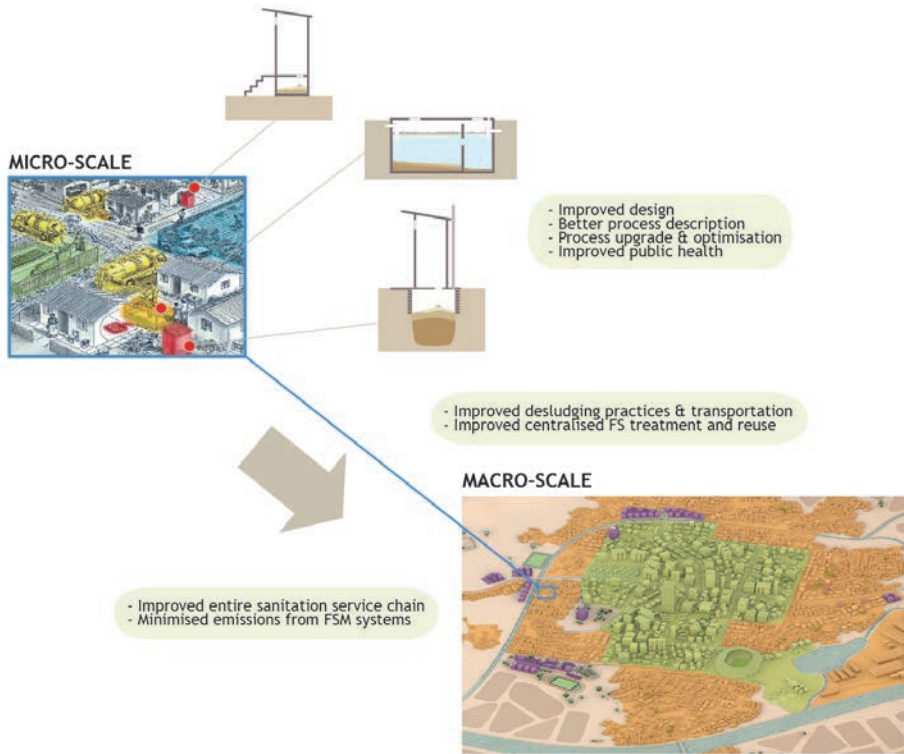 MICRO-SCALE
- Improved design
- Better process description
- Process upgrade & optimisation
- Improved public health
- Improved desludging practices & transportation
- Improved centralised FS treatment and reuse
MACRO-SCALE
- Improved entire sanitation service chain
- Minimised emissions from FSM systems